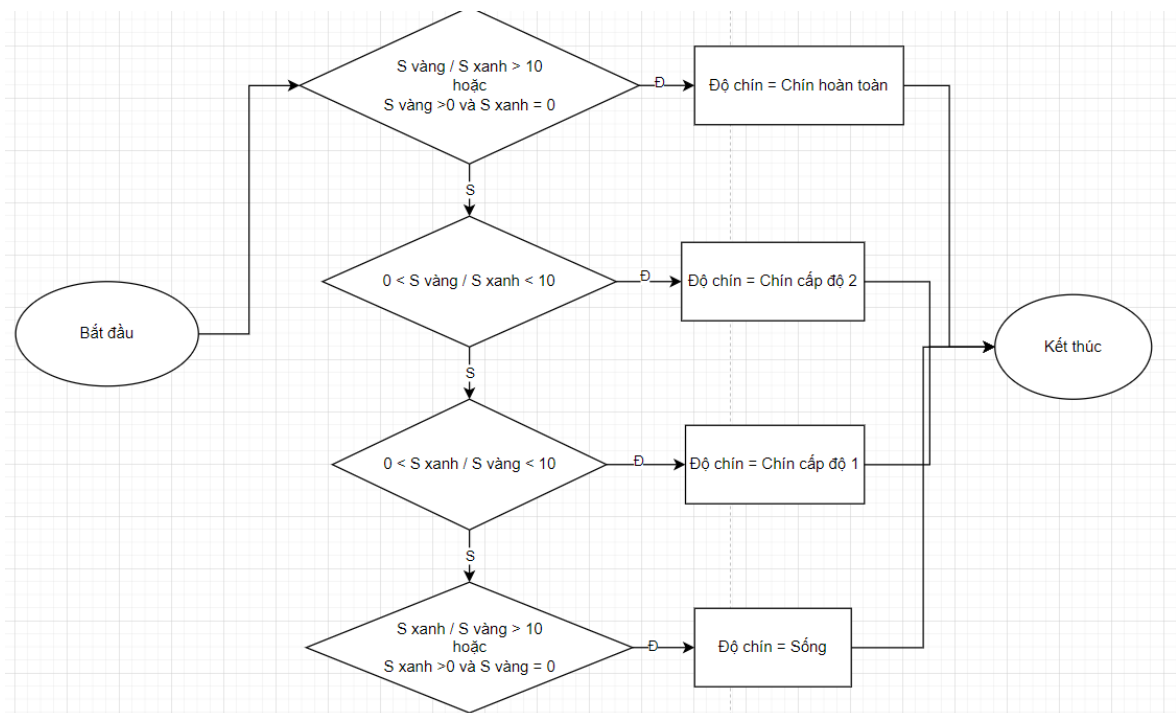 S vàng / S xanh > 10
hoặc
S vàng >0 và S xanh = 0
Đ
Độ chín = Chín hoàn toàn
S
0 < S vàng / S xanh < 10
Đ
Độ chín = Chín cấp độ 2
Bắt đầu
Kết thúc
S
0 < S xanh / S vàng < 10
Đ
Độ chín = Chín cấp độ 1
S
S xanh / S vàng > 10
hoặc
S xanh >0 và S vàng = 0
Đ
Độ chín = Sống